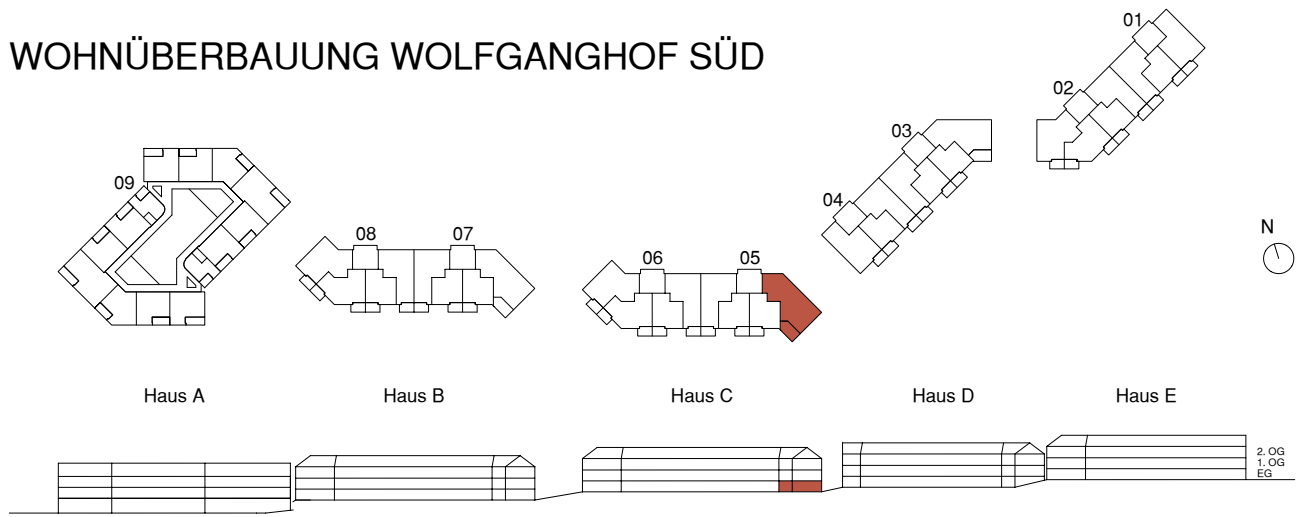 WOHNÜBERBAUUNG WOLFGANGHOF SÜD
01
02
03
04
09
08
07
06
05
N
Haus A
Haus B
Haus C
Haus D
Haus E
2. OG
1. OG
EG